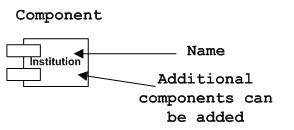 Component
Institution
Name
Additional
components can
be added